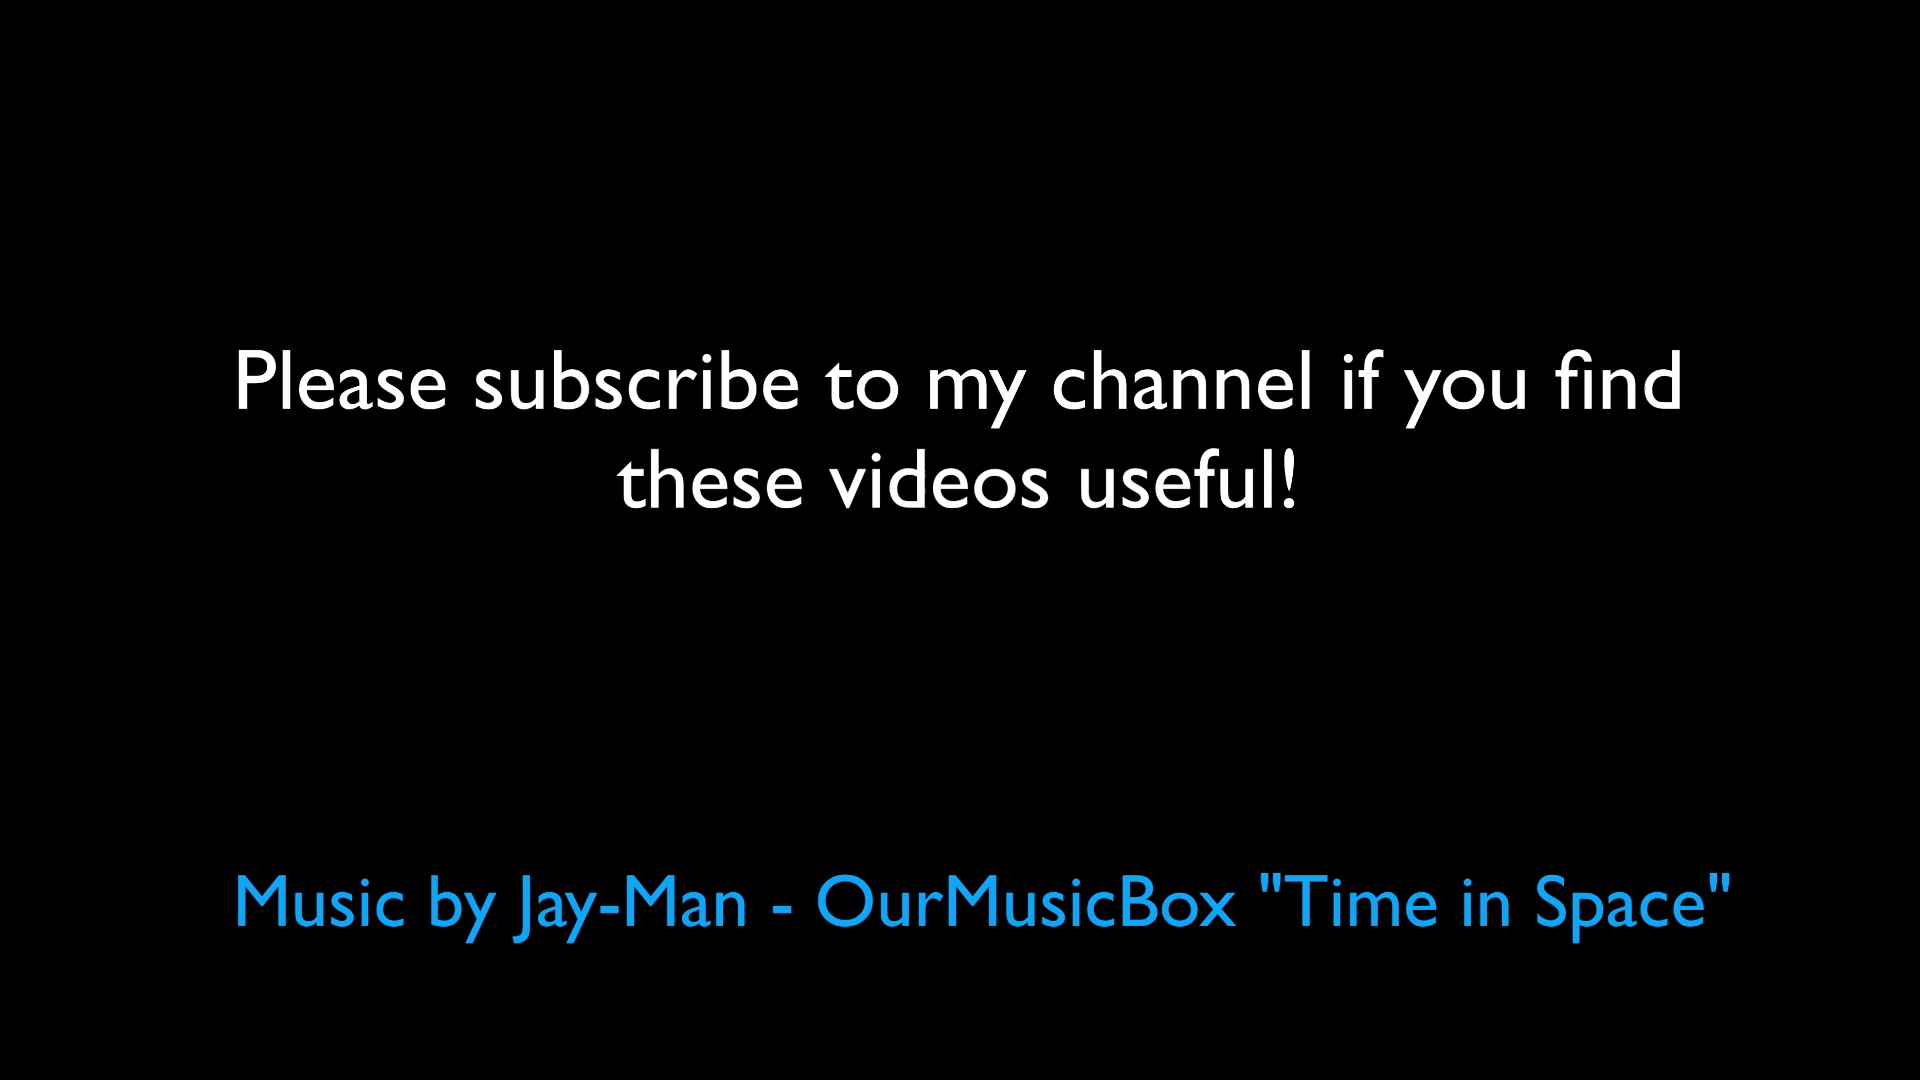 Please subscribe to my channel if you find
these videos useful!
Music by Jay-Man - OurMusicBox "Time in Space"